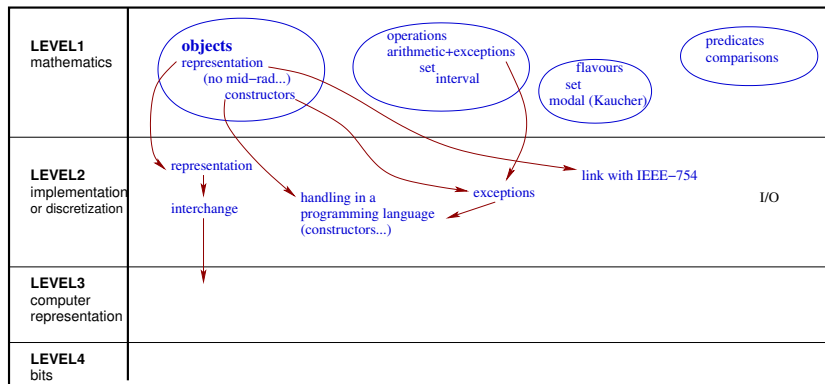 LEVEL1
mathematics
objects
representation
(no mid−rad...)
constructors
operations
arithmetic+exceptions
set
interval
flavours
set
modal (Kaucher)
predicates
comparisons
LEVEL2
implementation
or discretization
representation
interchange
handling in a
programming language
(constructors...)
exceptions
link with IEEE−754
I/O
LEVEL3
computer
representation
LEVEL4
bits